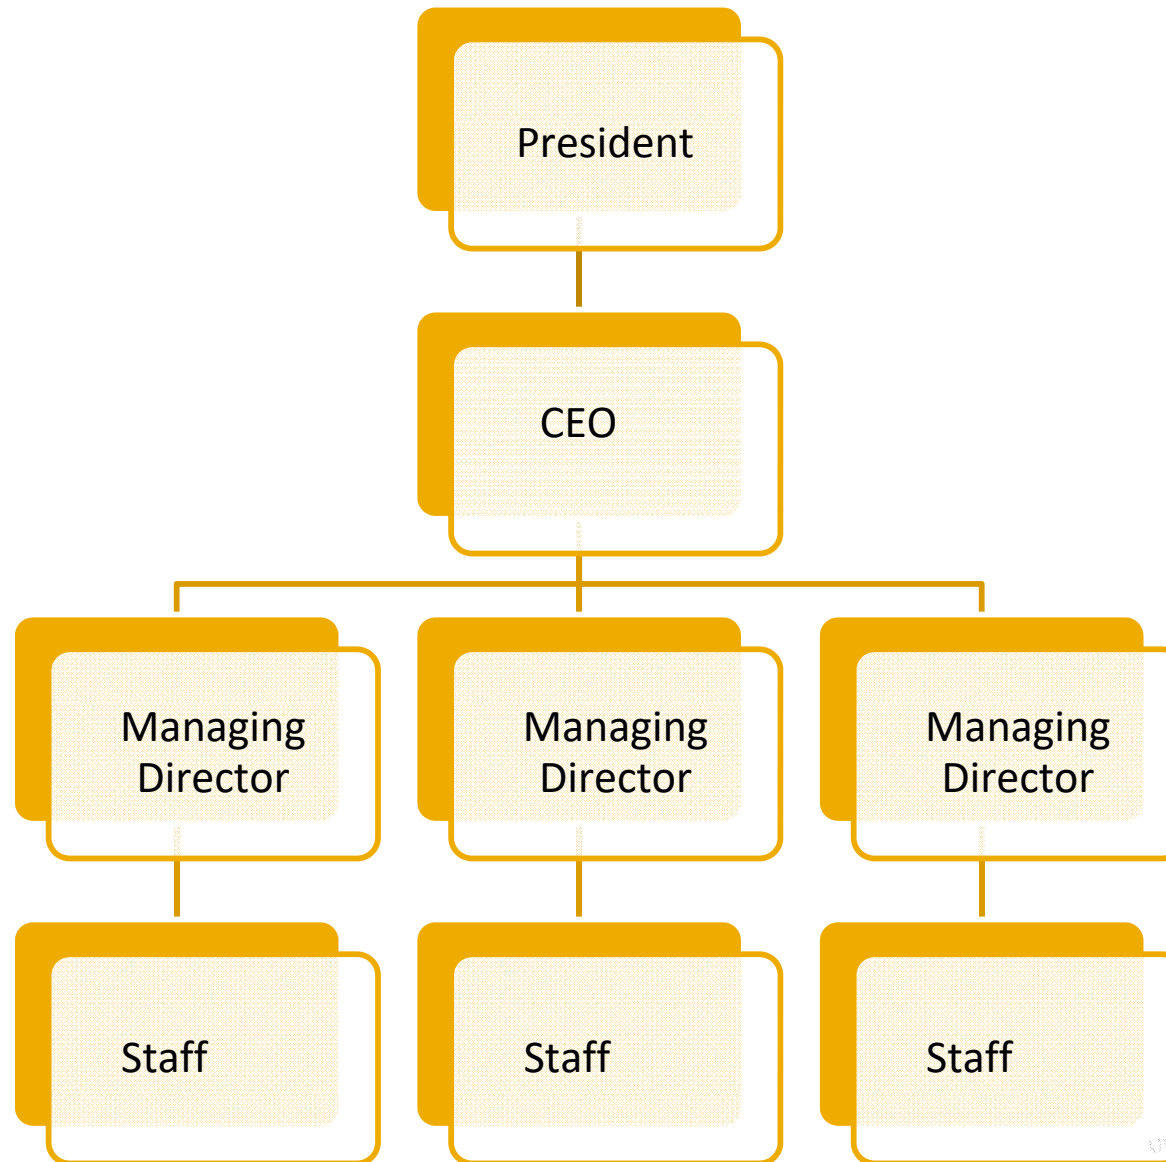 President
CEO
Managing
Director
Managing
Director
Managing
Director
Staff
Staff
Staff